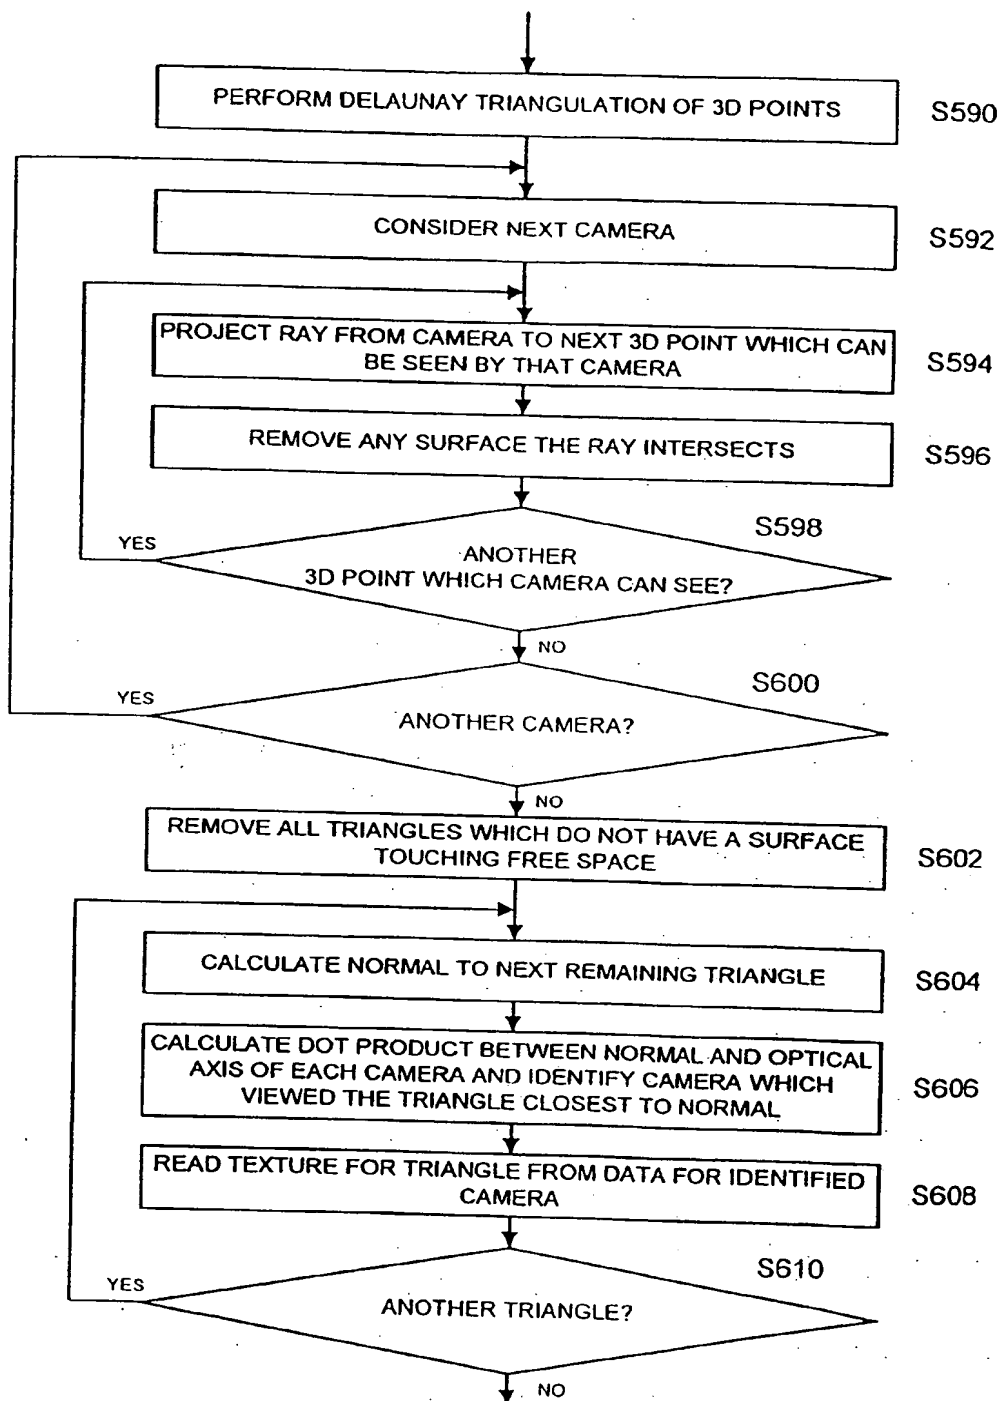 PERFORM DELAUNAY TRIANGULATION OF 3D POINTS
S590
CONSIDER NEXT CAMERA
S592
PROJECT RAY FROM CAMERA TO NEXT 3D POINT WHICH CAN
BE SEEN BY THAT CAMERA
S594
REMOVE ANY SURFACE THE RAY INTERSECTS
S596
S598
YES
ANOTHER
3D POINT WHICH CAMERA CAN SEE?
NO
S600
YES
ANOTHER CAMERA?
NO
REMOVE ALL TRIANGLES WHICH DO NOT HAVE A SURFACE
TOUCHING FREE SPACE
S602
CALCULATE NORMAL TO NEXT REMAINING TRIANGLE
S604
CALCULATE DOT PRODUCT BETWEEN NORMAL AND OPTICAL
AXIS OF EACH CAMERA AND IDENTIFY CAMERA WHICH
VIEWED THE TRIANGLE CLOSEST TO NORMAL
S606
READ TEXTURE FOR TRIANGLE FROM DATA FOR IDENTIFIED
CAMERA
S608
S610
YES
ANOTHER TRIANGLE?
NO